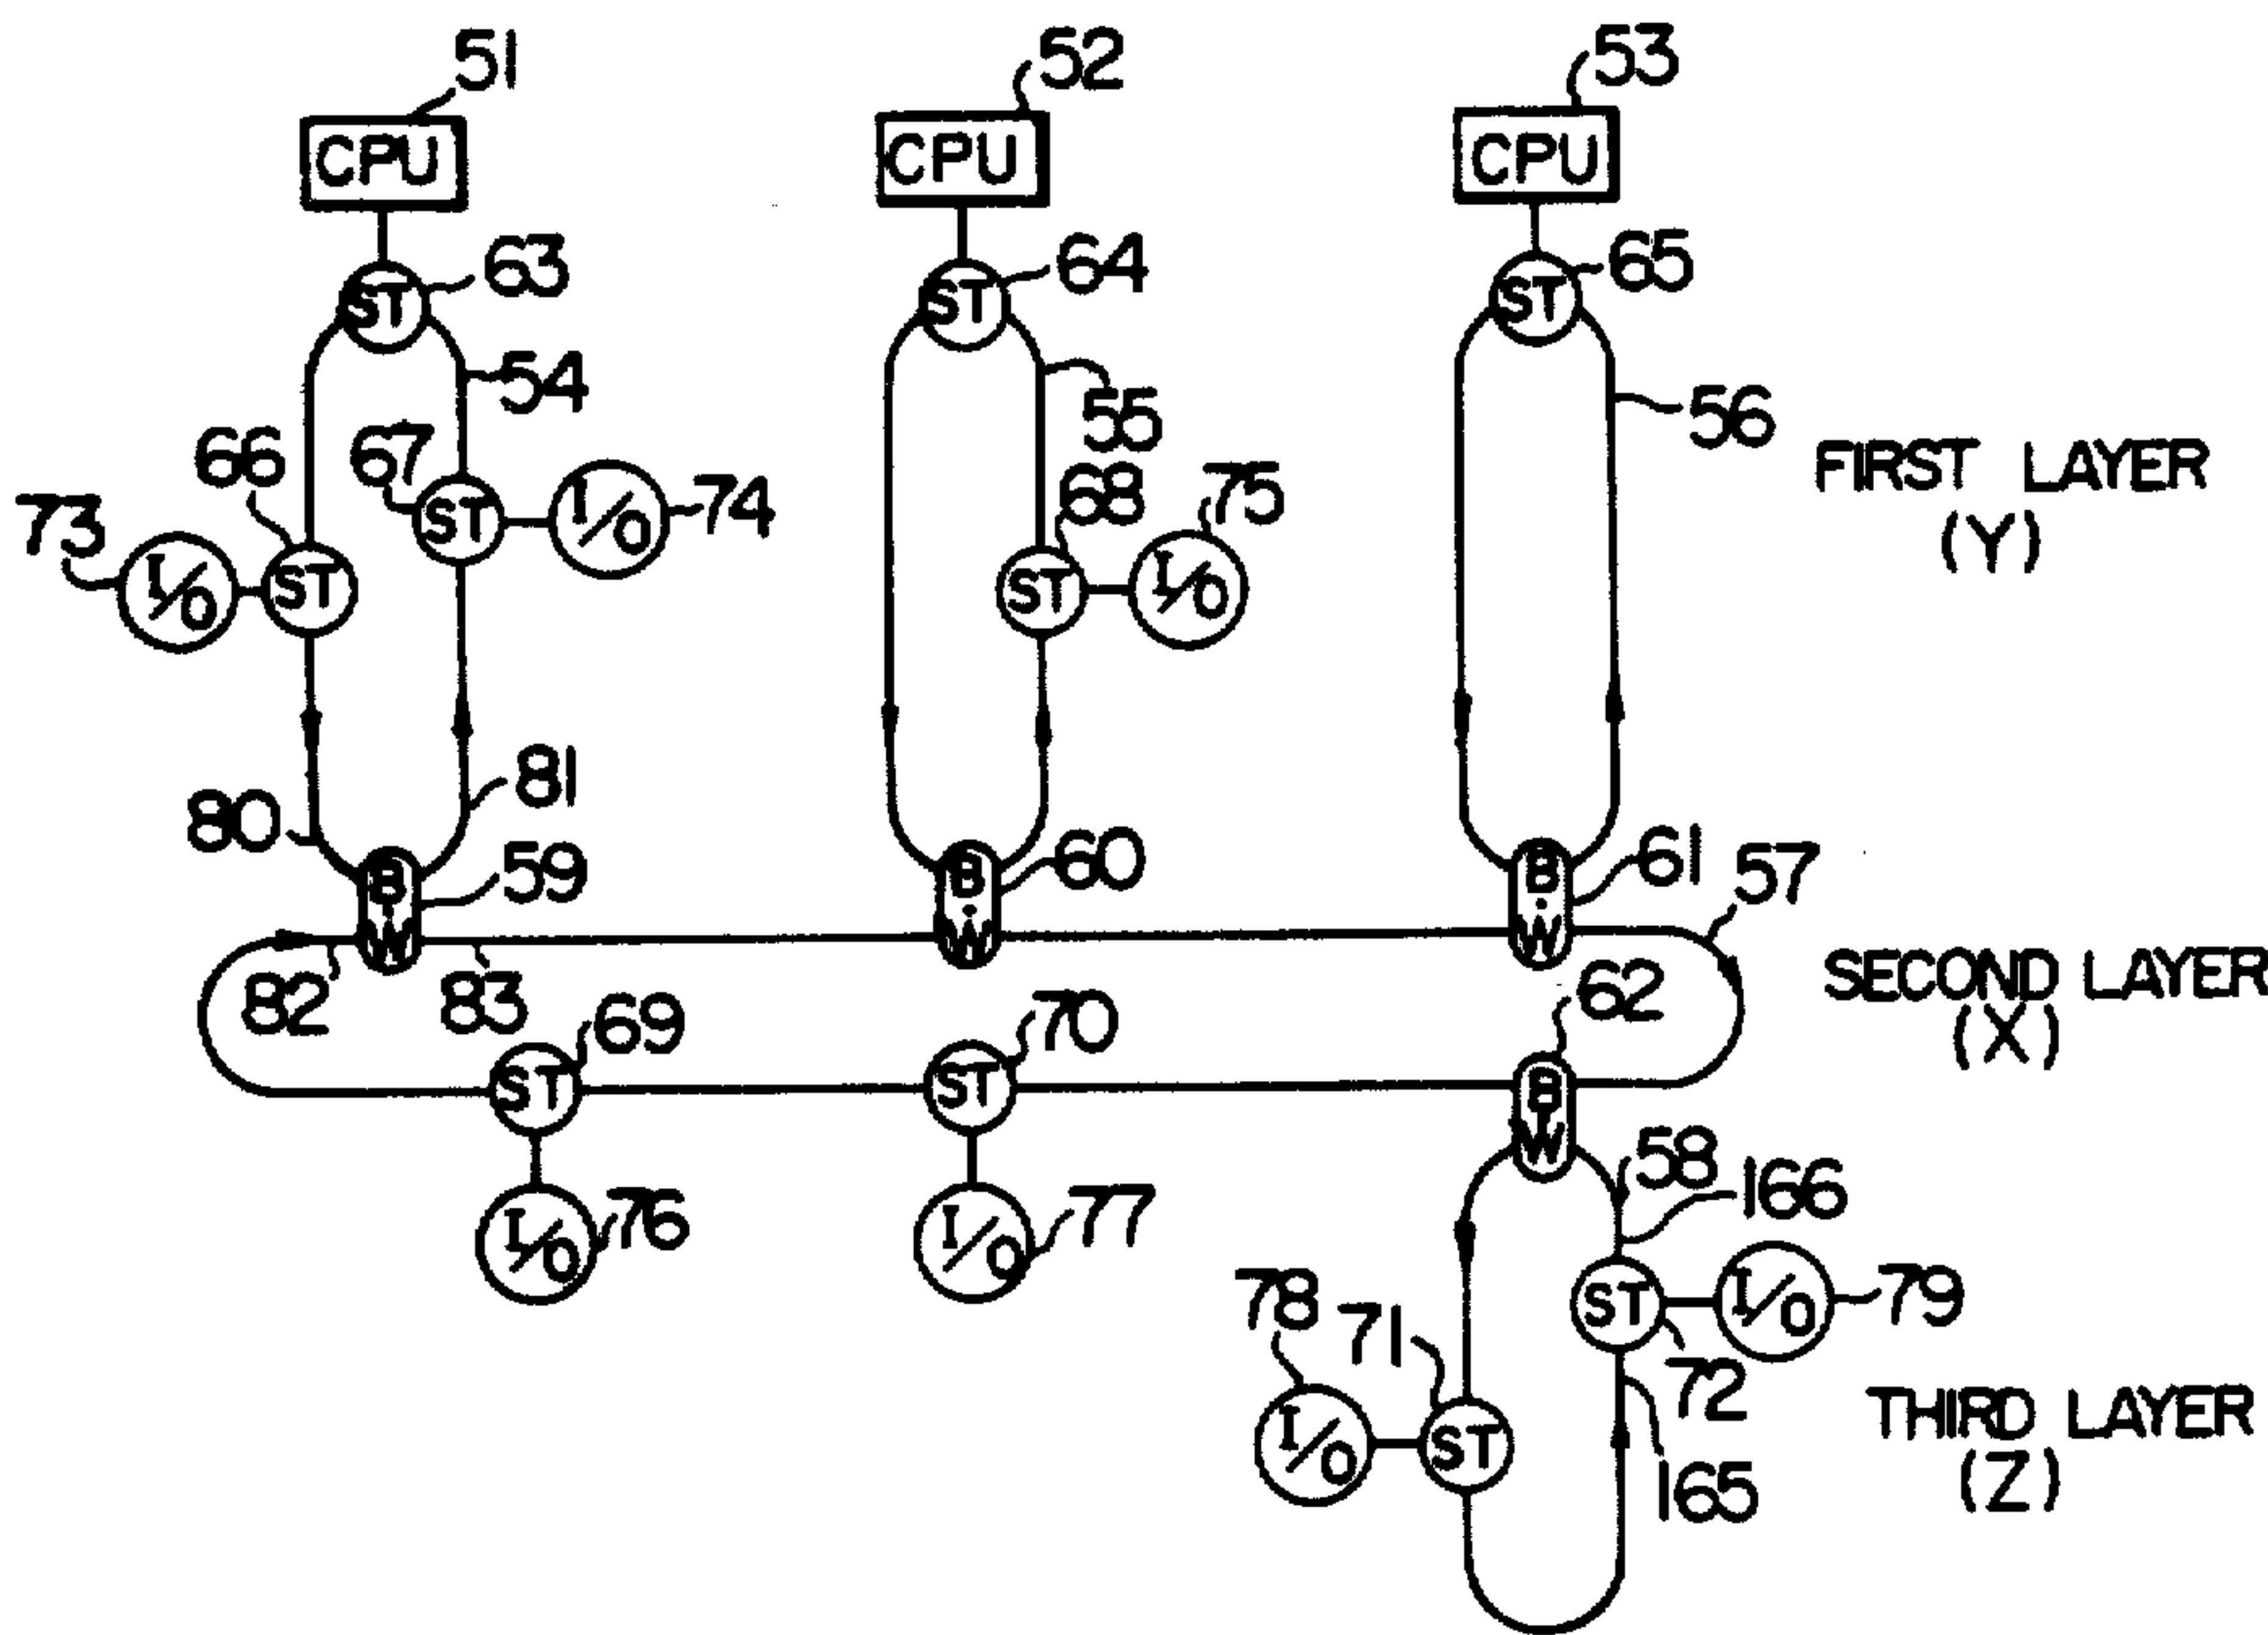 51
52
53
CPU
CPU
CPU
63
64
65
ST
ST
ST
54
55
56
66
67
68
75
FIRST LAYER
(Y)
73
74
ST
I/O
I/O
ST
ST
I/O
81
80
59
60
61
57
B·W
B·W
B·W
82
83
69
70
62
SECOND LAYER
(X)
ST
ST
B·W
58
166
76
77
I/O
I/O
78
71
ST
I/O
79
72
I/O
ST
165
THIRD LAYER
(Z)